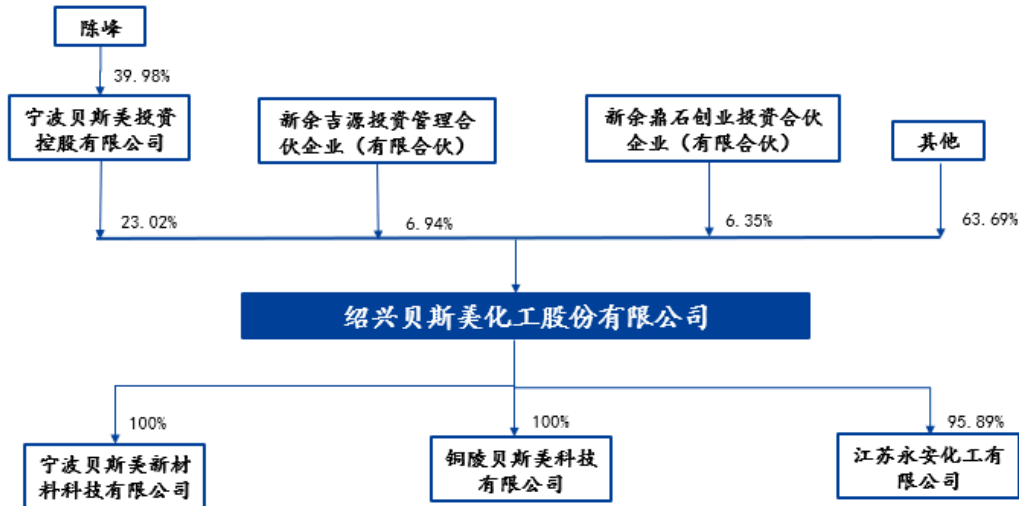 陈峰
39.98%
宁波贝斯美投资
控股有限公司
新余吉源投资管理合
伙企业（有限合伙）
新余鼎石创业投资合伙
企业（有限合伙）
其他
23.02%
6.94%
6.35%
63.69%
绍兴贝斯美化工股份有限公司
100%
100%
95.89%
宁波贝斯美新材
料科技有限公司
铜陵贝斯美科技
有限公司
江苏永安化工有
限公司